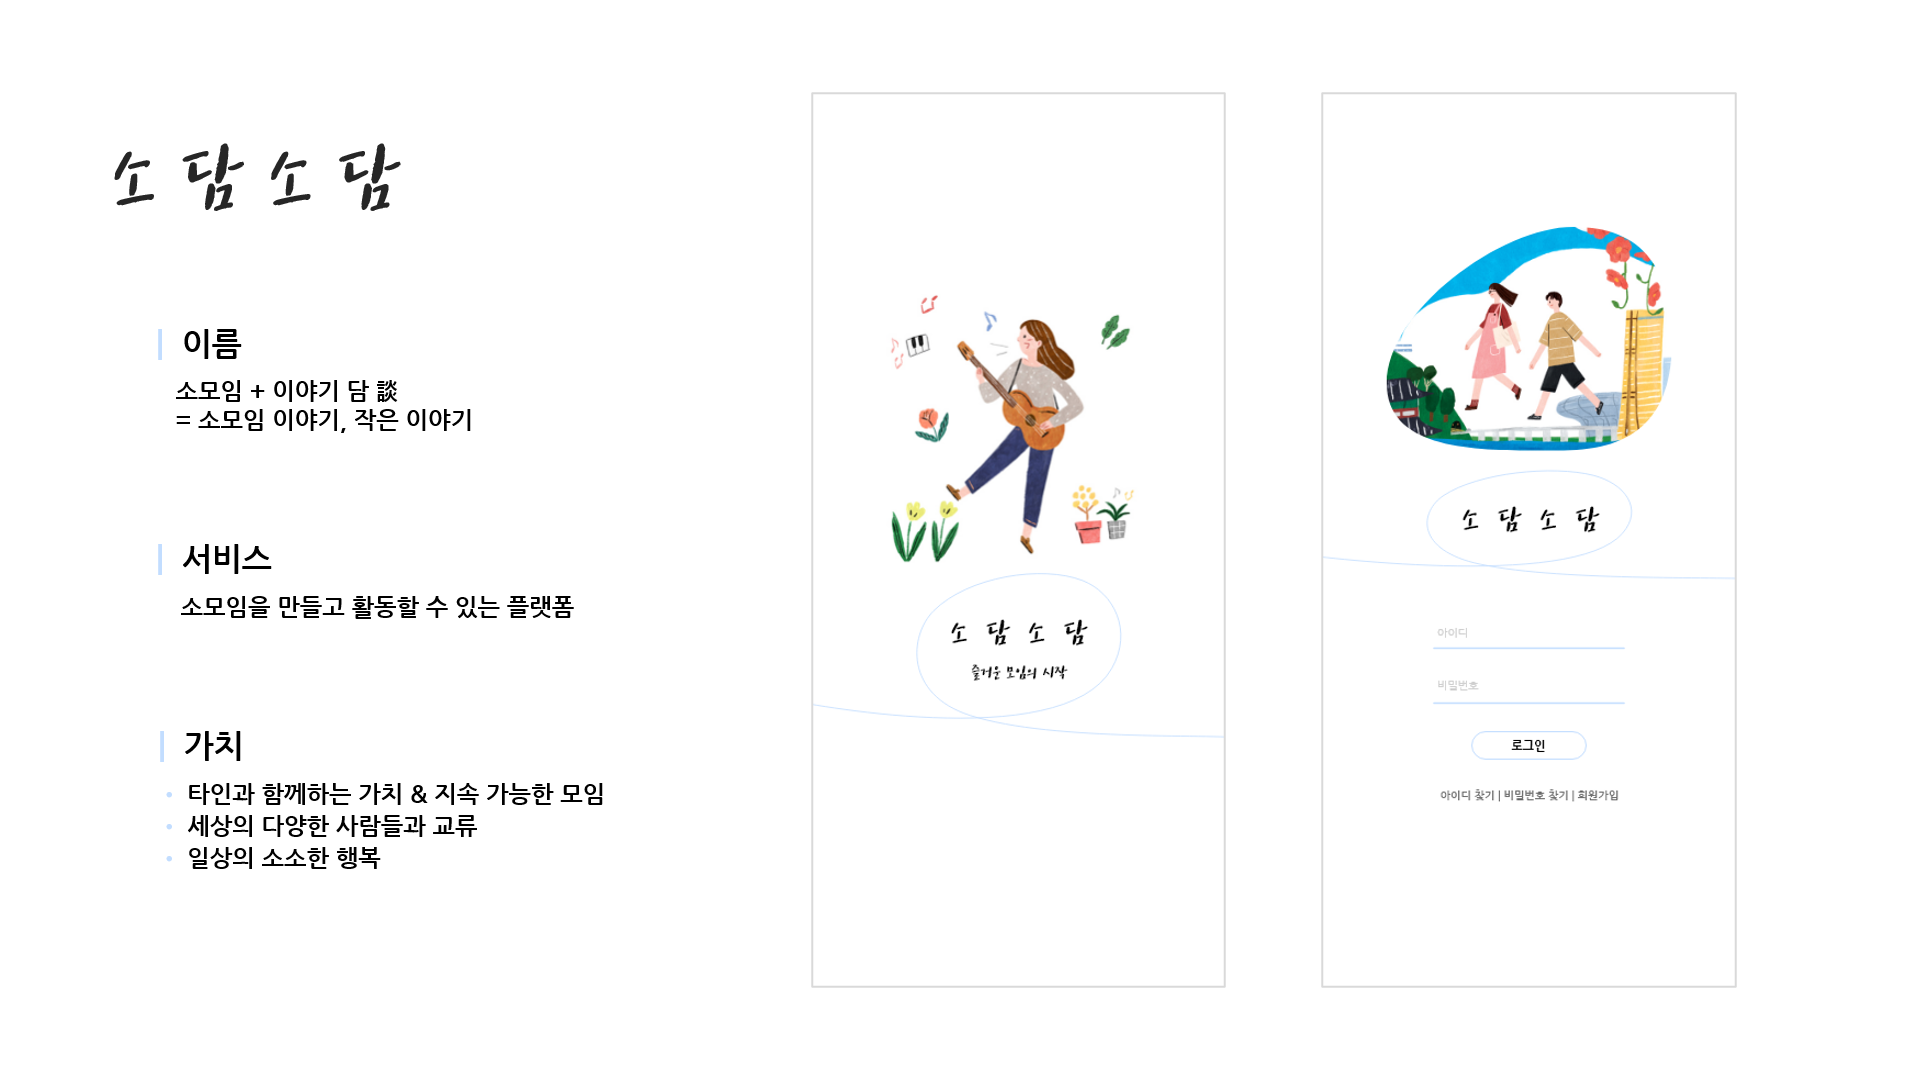 소담소담
이름
소모임 + 이야기 담 談
= 소모임 이야기, 작은 이야기
서비스
소모임을 만들고 활동할 수 있는 플랫폼
가치
• 타인과 함께하는 가치 & 지속 가능한 모임
• 세상의 다양한 사람들과 교류
• 일상의 소소한 행복
소담소담
즐거운 모임의 시작
소담소담
아이디
비밀번호
로그인
아이디 찾기 | 비밀번호 찾기 | 회원가입